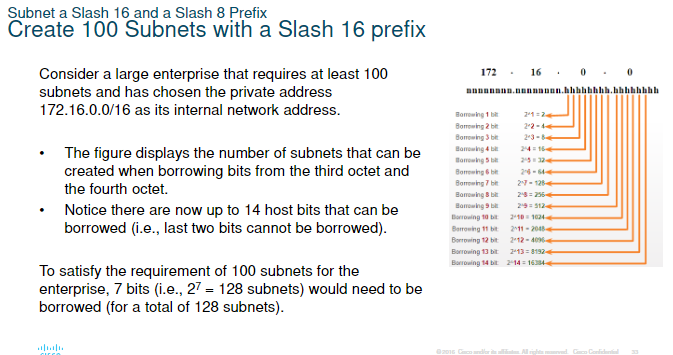 Subnet a Slash 16 and a Slash 8 Prefix
Create 100 Subnets with a Slash 16 prefix
Consider a large enterprise that requires at least 100
subnets and has chosen the private address
172.16.0.0/16 as its internal network address.
• The figure displays the number of subnets that can be
created when borrowing bits from the third octet and
the fourth octet.
• Notice there are now up to 14 host bits that can be
borrowed (i.e., last two bits cannot be borrowed).
To satisfy the requirement of 100 subnets for the
enterprise, 7 bits (i.e., 2⁷ = 128 subnets) would need to be
borrowed (for a total of 128 subnets).
172 . 16 . 0 . 0
nnnnnnnn.nnnnnnnn.hhhhhhhh.hhhhhhhh
Borrowing 1 bit 2^1 = 2
Borrowing 2 bit 2^2 = 4
Borrowing 3 bit 2^3 = 8
Borrowing 4 bit 2^4 = 16
Borrowing 5 bit 2^5 = 32
Borrowing 6 bit 2^6 = 64
Borrowing 7 bit 2^7 = 128
Borrowing 8 bit 2^8 = 256
Borrowing 9 bit 2^9 = 512
Borrowing 10 bit 2^10 = 1024
Borrowing 11 bit 2^11 = 2048
Borrowing 12 bit 2^12 = 4096
Borrowing 13 bit 2^13 = 8192
Borrowing 14 bit 2^14 = 16384
CISCO
©2016 Cisco and/or its affiliates. All rights reserved. Cisco Confidential